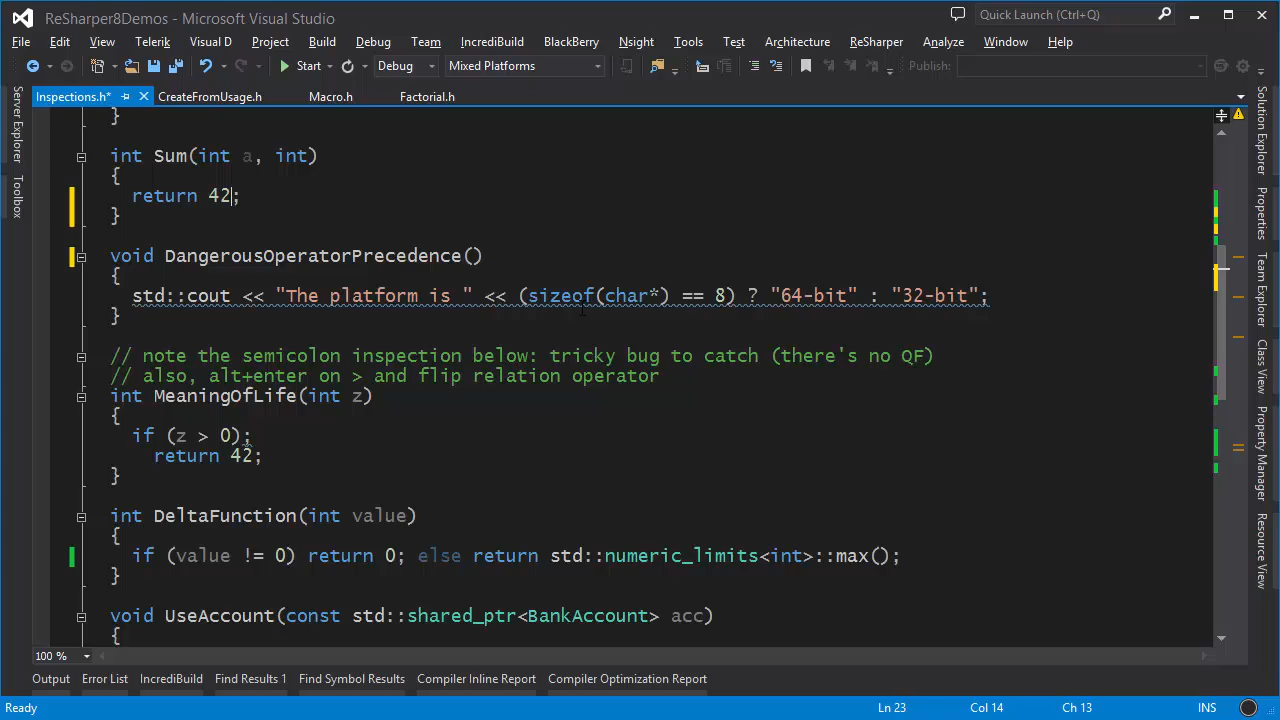 ReSharper8Demos - Microsoft Visual Studio
Quick Launch (Ctrl+Q)
File Edit View Telerik Visual D Project Build Debug Team IncrediBuild BlackBerry Nsight Tools Test Architecture ReSharper Analyze Window Help
Start Debug Mixed Platforms Publish:
Inspections.h* CreateFromUsage.h Macro.h Factorial.h
Server Explorer
Toolbox
}
int Sum(int a, int)
{
return 42;
}
void DangerousOperatorPrecedence()
{
std::cout << "The platform is " << (sizeof(char*) == 8) ? "64-bit" : "32-bit";
}
// note the semicolon inspection below: tricky bug to catch (there's no QF)
// also, alt+enter on > and flip relation operator
int MeaningOfLife(int z)
{
if (z > 0);
return 42;
}
int DeltaFunction(int value)
{
if (value != 0) return 0; else return std::numeric_limits<int>::max();
}
void UseAccount(const std::shared_ptr<BankAccount> acc)
{
Solution Explorer
Properties
Team Explorer
Class View
Property Manager
Resource View
100 %
Output Error List IncrediBuild Find Results 1 Find Symbol Results Compiler Inline Report Compiler Optimization Report
Ready Ln 23 Col 14 Ch 13 INS